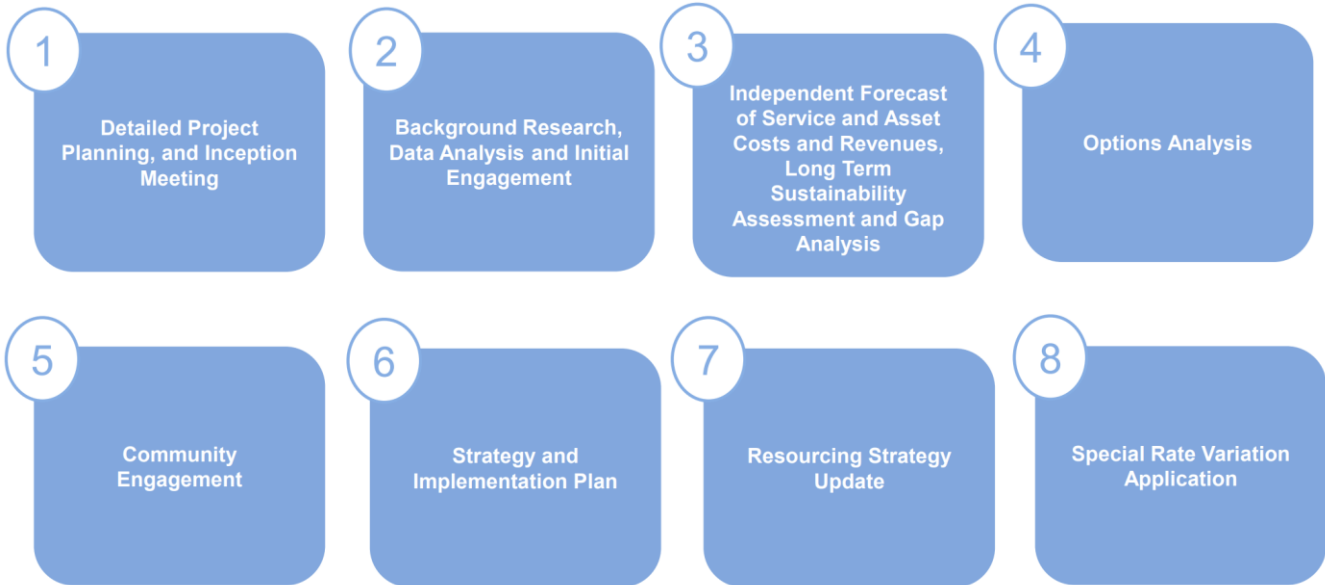 1
Detailed Project
Planning, and Inception
Meeting
2
Background Research,
Data Analysis and Initial
Engagement
3
Independent Forecast
of Service and Asset
Costs and Revenues,
Long Term
Sustainability
Assessment and Gap
Analysis
4
Options Analysis
5
Community
Engagement
6
Strategy and
Implementation Plan
7
Resourcing Strategy
Update
8
Special Rate Variation
Application